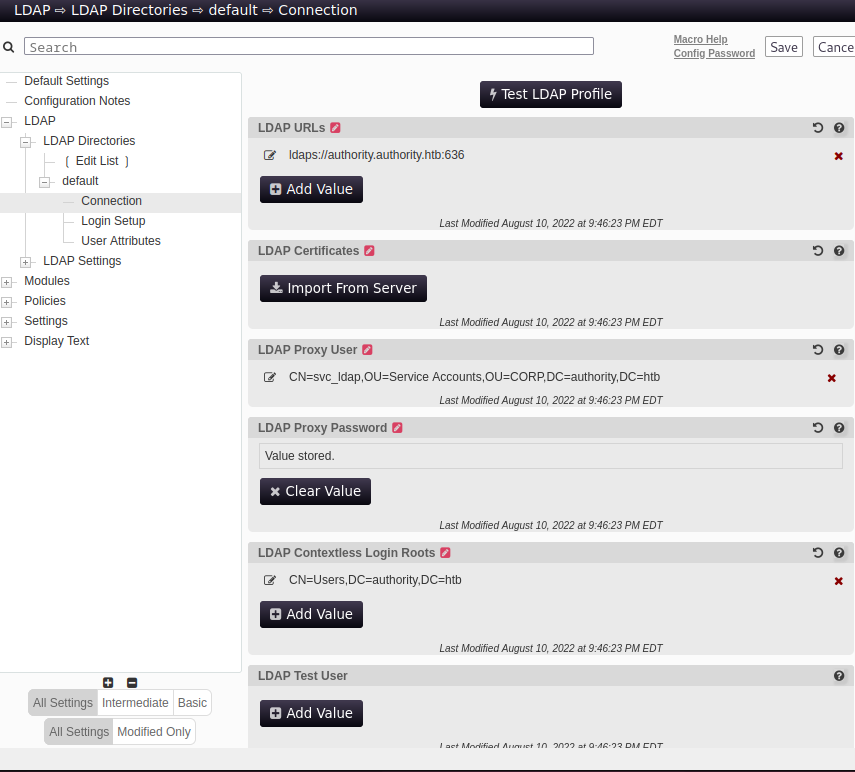 LDAP ⇨ LDAP Directories ⇨ default ⇨ Connection
Search
Macro Help
Config Password
Save
Cance
Default Settings
Configuration Notes
LDAP
LDAP Directories
[ Edit List ]
default
Connection
Login Setup
User Attributes
LDAP Settings
Modules
Policies
Settings
Display Text
All Settings Intermediate Basic
All Settings Modified Only
Test LDAP Profile
LDAP URLs
ldaps://authority.authority.htb:636
Add Value
Last Modified August 10, 2022 at 9:46:23 PM EDT
LDAP Certificates
Import From Server
Last Modified August 10, 2022 at 9:46:23 PM EDT
LDAP Proxy User
CN=svc_ldap,OU=Service Accounts,OU=CORP,DC=authority,DC=htb
Last Modified August 10, 2022 at 9:46:23 PM EDT
LDAP Proxy Password
Value stored.
Clear Value
Last Modified August 10, 2022 at 9:46:23 PM EDT
LDAP Contextless Login Roots
CN=Users,DC=authority,DC=htb
Add Value
Last Modified August 10, 2022 at 9:46:23 PM EDT
LDAP Test User
Add Value
Last Modified August 10, 2022 at 9:46:23 PM EDT